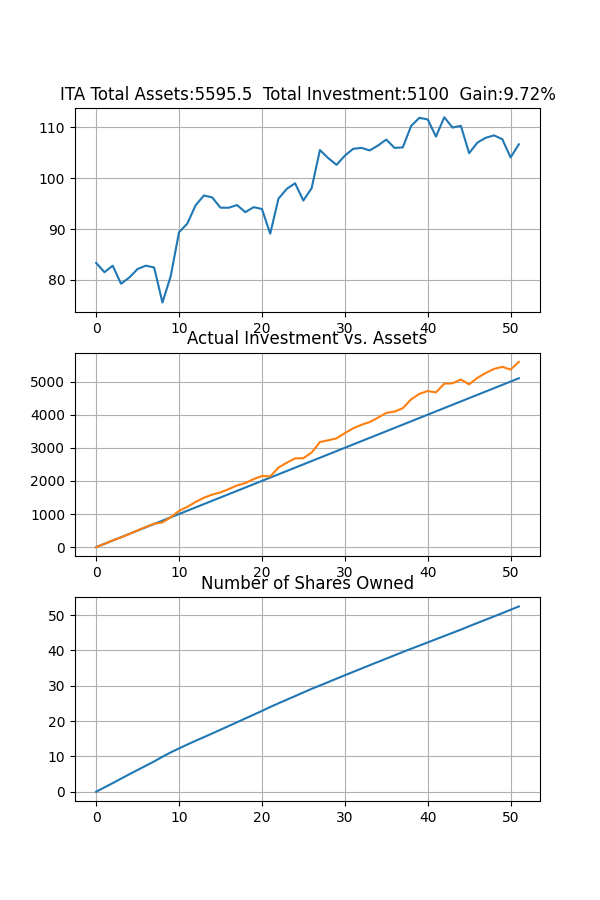 ITA Total Assets:5595.5  Total Investment:5100  Gain:9.72%
110
100
90
80
0 10 20 30 40 50
Actual Investment vs. Assets
5000
4000
3000
2000
1000
0
0 10 20 30 40 50
Number of Shares Owned
50
40
30
20
10
0
0 10 20 30 40 50